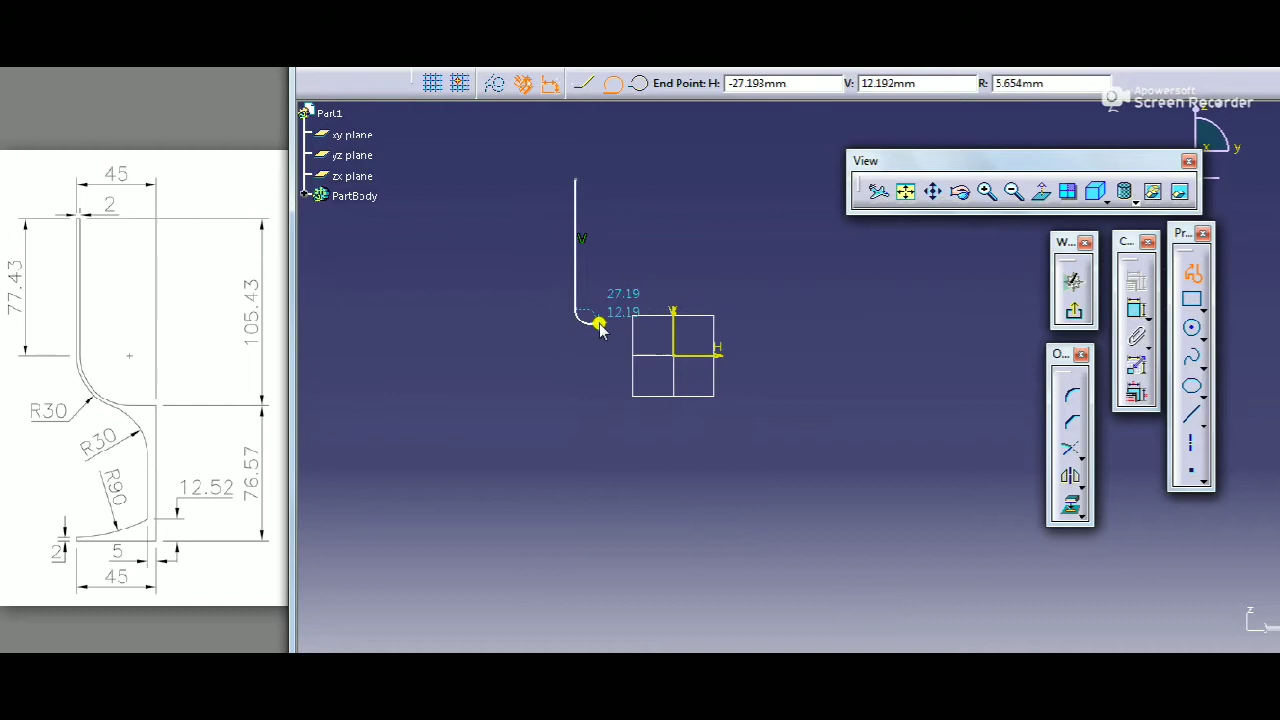 End Point: H: -27.193mm V: 12.192mm R: 5.654mm
Apowersoft
Screen Recorder
Part1
xy plane
yz plane
zx plane
PartBody
View
z
x
y
W...
C...
Pr...
O...
V
27.19
12.19
V
H
z
45
2
77.43
105.43
R30
R30
R90
12.52
76.57
2
5
45